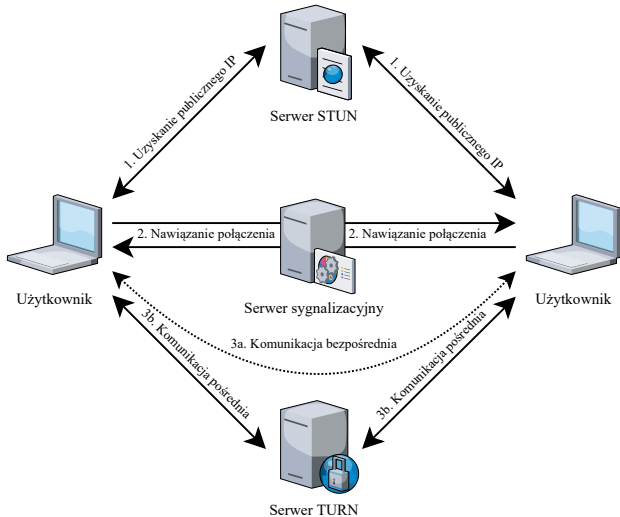 1. Uzyskanie publicznego IP
1. Uzyskanie publicznego IP
Serwer STUN
2. Nawiązanie połączenia
2. Nawiązanie połączenia
Użytkownik
Serwer sygnalizacyjny
Użytkownik
3a. Komunikacja bezpośrednia
3b. Komunikacja pośrednia
3b. Komunikacja pośrednia
Serwer TURN